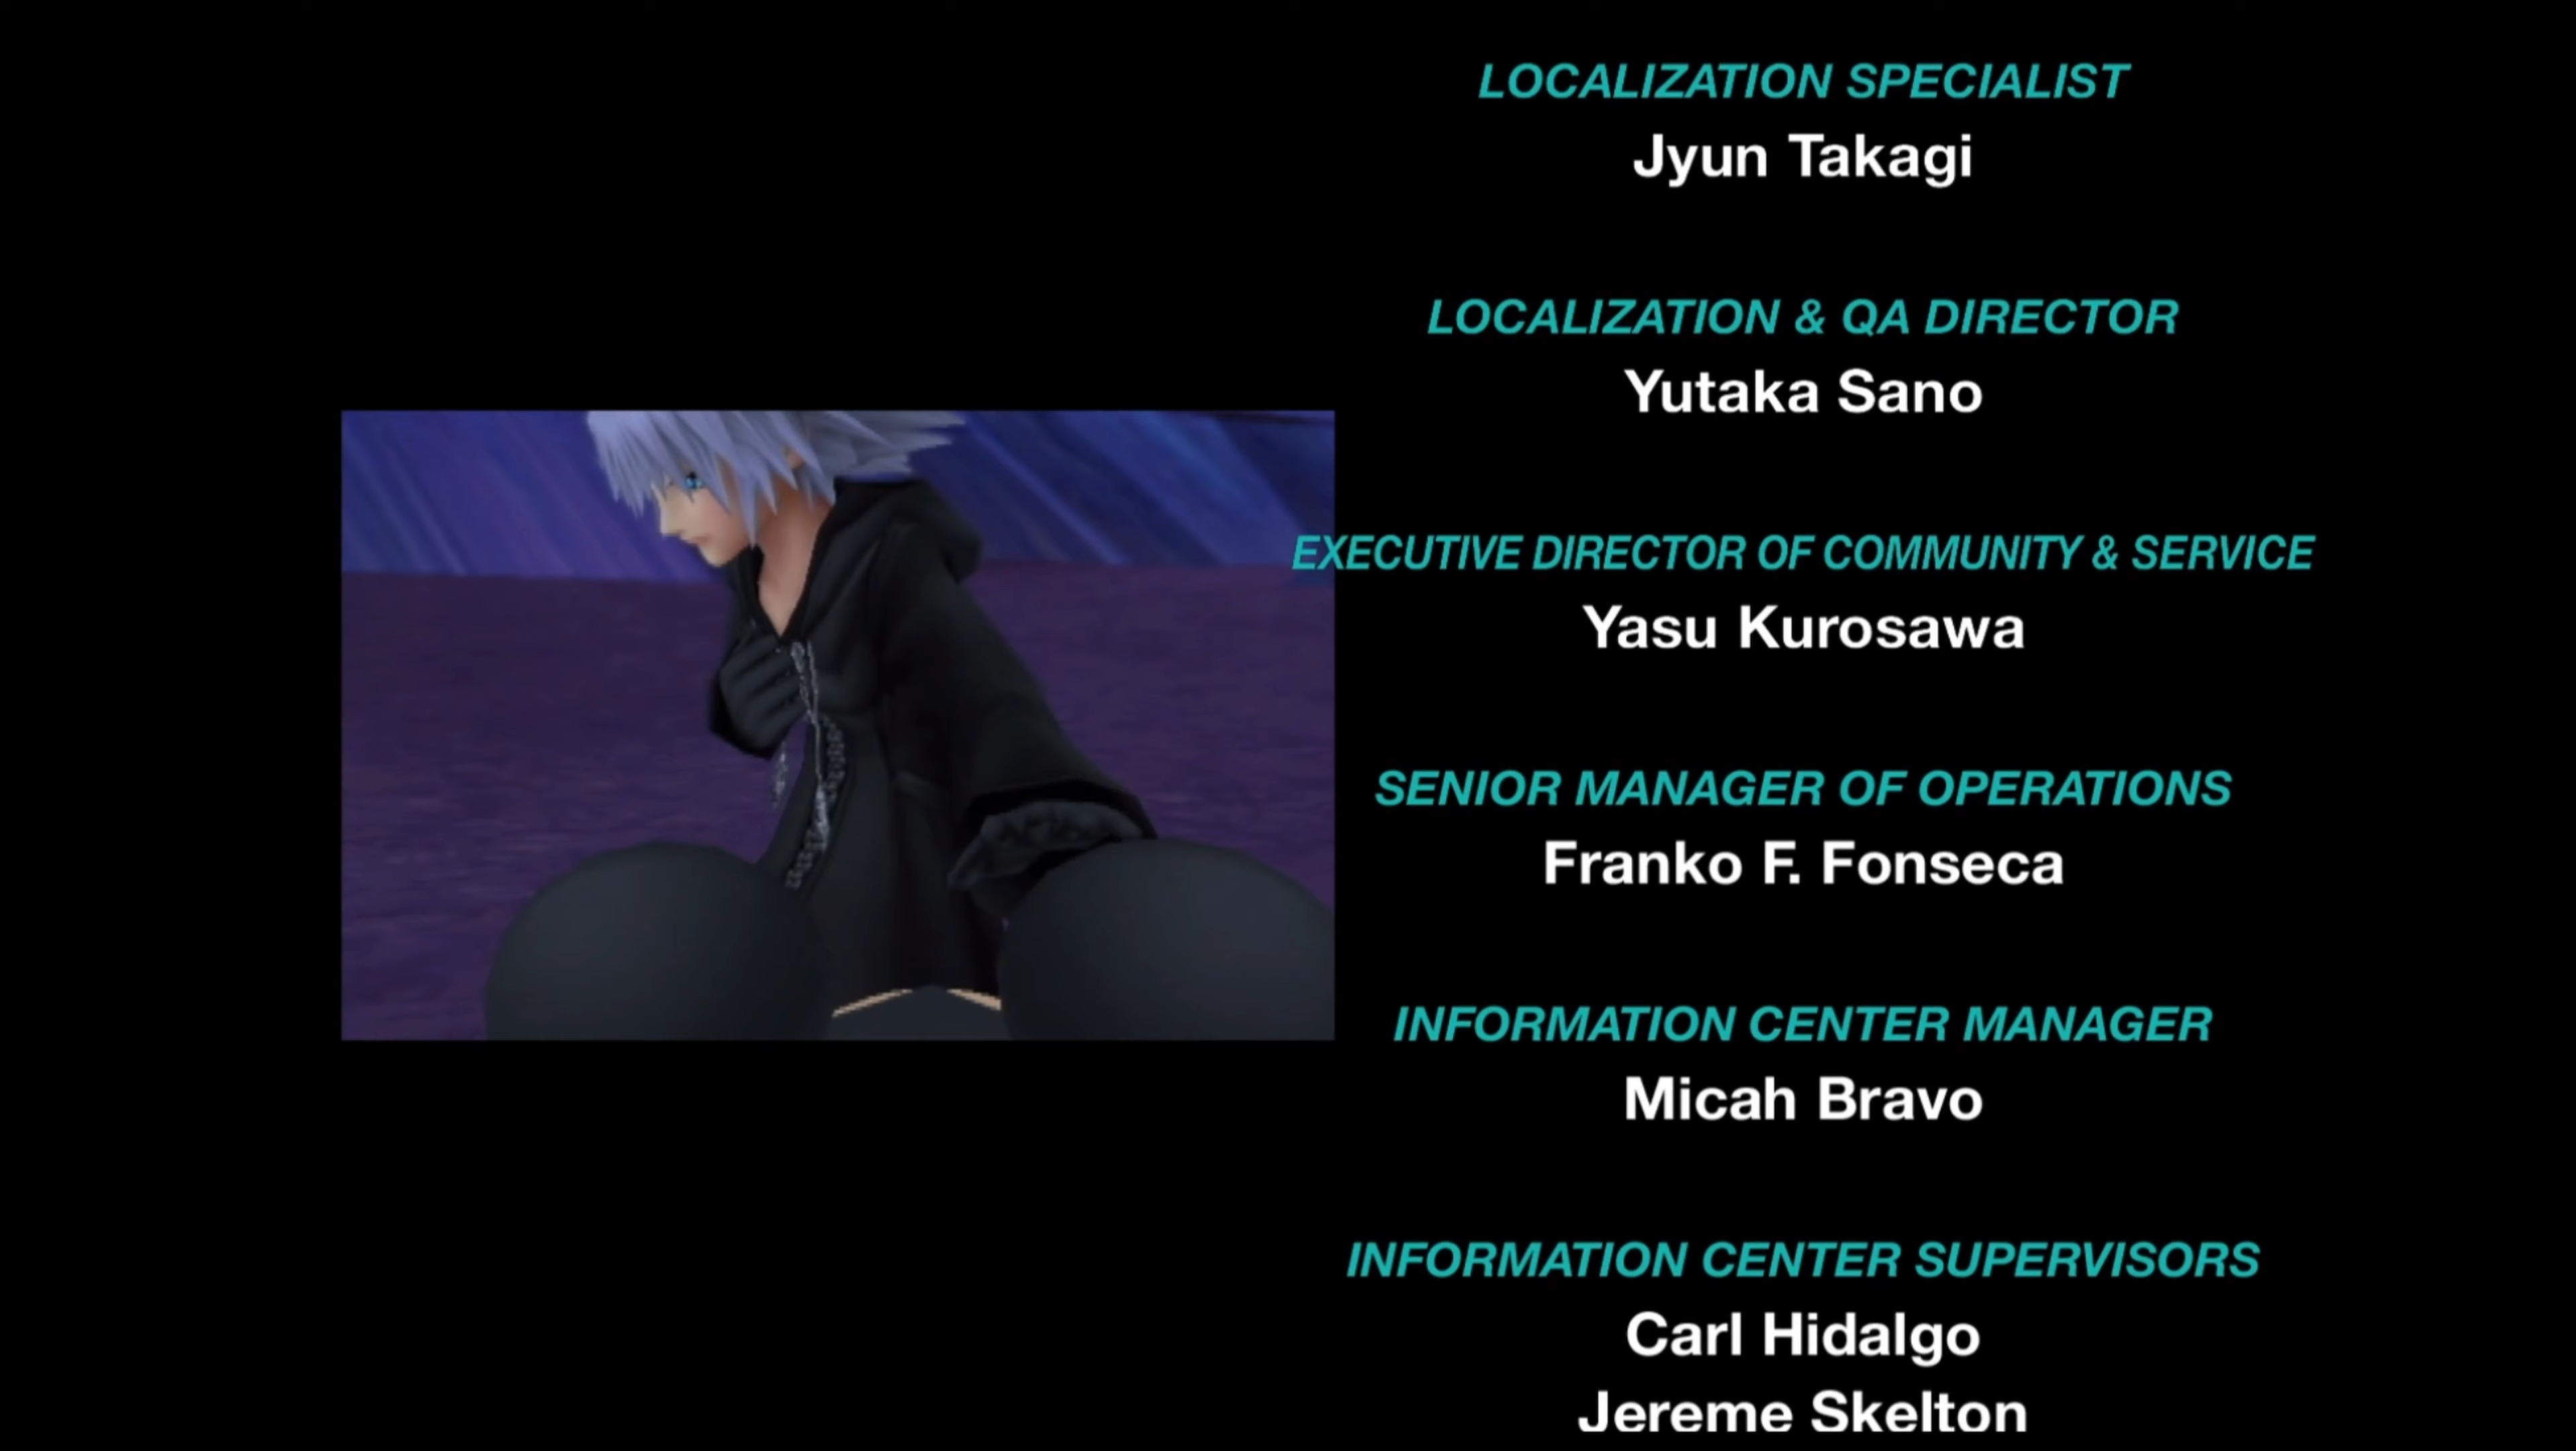 LOCALIZATION SPECIALIST
Jyun Takagi
LOCALIZATION & QA DIRECTOR
Yutaka Sano
EXECUTIVE DIRECTOR OF COMMUNITY & SERVICE
Yasu Kurosawa
SENIOR MANAGER OF OPERATIONS
Franko F. Fonseca
INFORMATION CENTER MANAGER
Micah Bravo
INFORMATION CENTER SUPERVISORS
Carl Hidalgo
Jereme Skelton